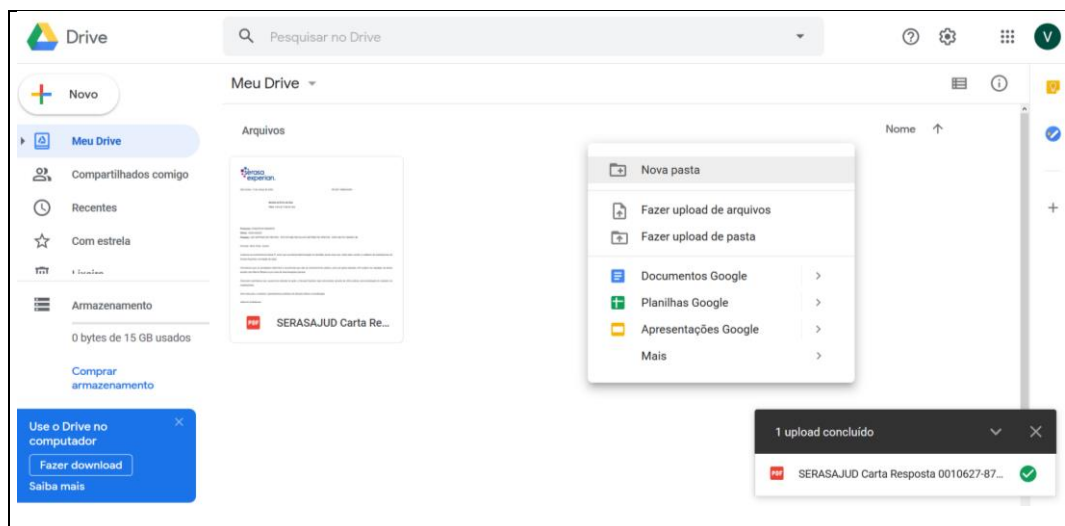 Drive
Pesquisar no Drive
V
Novo
Meu Drive
Meu Drive
Compartilhados comigo
Recentes
Com estrela
Armazenamento
0 bytes de 15 GB usados
Comprar
armazenamento
Use o Drive no
computador
Fazer download
Saiba mais
Arquivos
Nome
serasa
experian.
PDF
SERASAJUD Carta Re...
Nova pasta
Fazer upload de arquivos
Fazer upload de pasta
Documentos Google
Planilhas Google
Apresentações Google
Mais
1 upload concluído
PDF
SERASAJUD Carta Resposta 0010627-87...